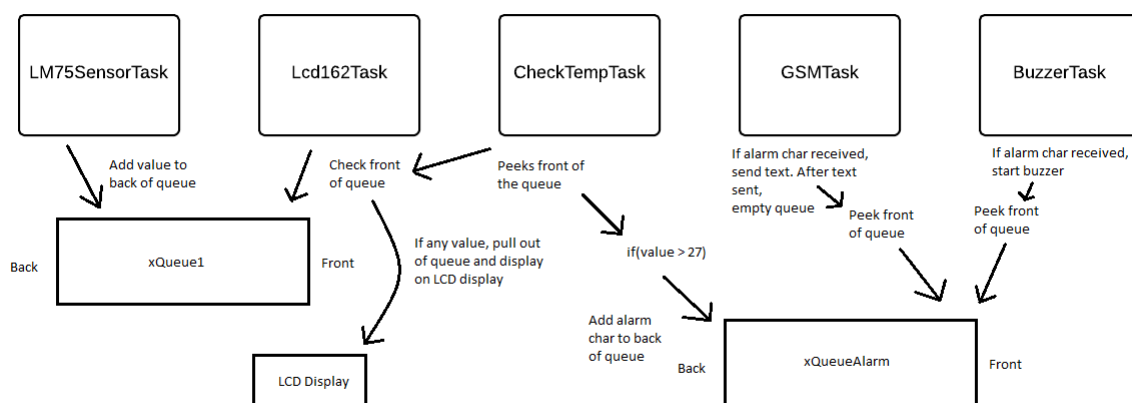 LM75SensorTask
Lcd162Task
CheckTempTask
GSMTask
BuzzerTask
Add value to
back of queue
Check front
of queue
Peeks front of
the queue
If alarm char received,
send text. After text
sent,
empty queue
If alarm char received,
start buzzer
Peek front
of queue
Peek front
of queue
Back
xQueue1
Front
If any value, pull out
of queue and display
on LCD display
if(value > 27)
Add alarm
char to back
of queue
Back
xQueueAlarm
Front
LCD Display